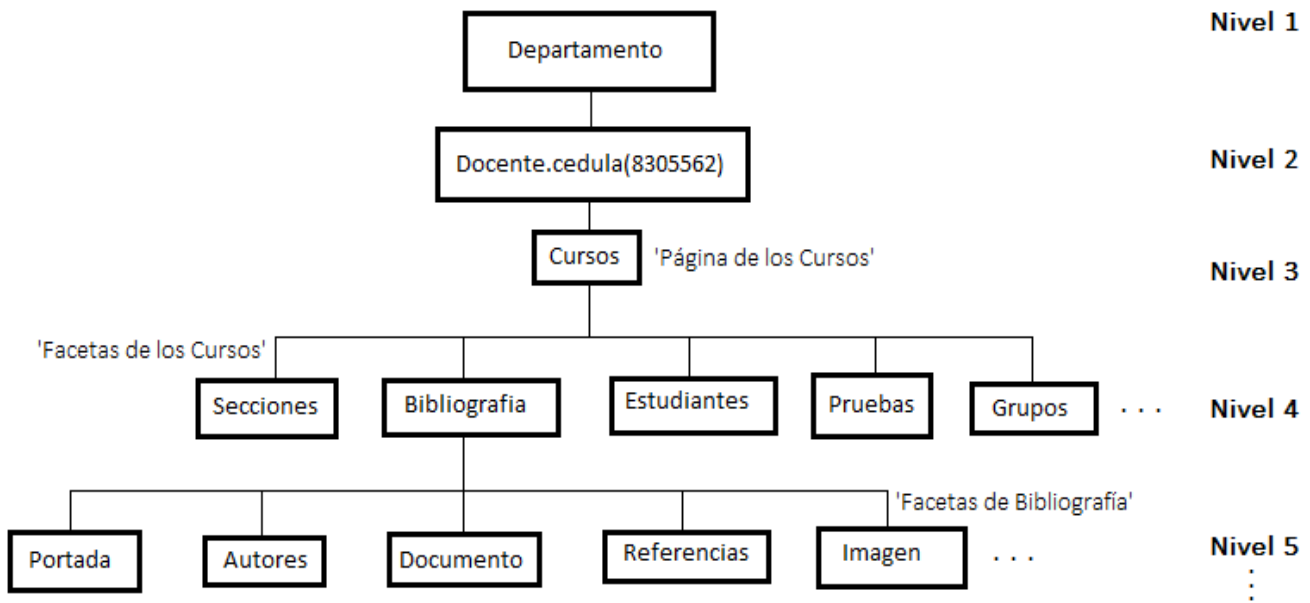 Departamento
Nivel 1
Docente.cedula(8305562)
Nivel 2
Cursos
'Página de los Cursos'
Nivel 3
'Facetas de los Cursos'
Secciones
Bibliografia
Estudiantes
Pruebas
Grupos
. . .
Nivel 4
'Facetas de Bibliografía'
Portada
Autores
Documento
Referencias
Imagen
. . .
Nivel 5